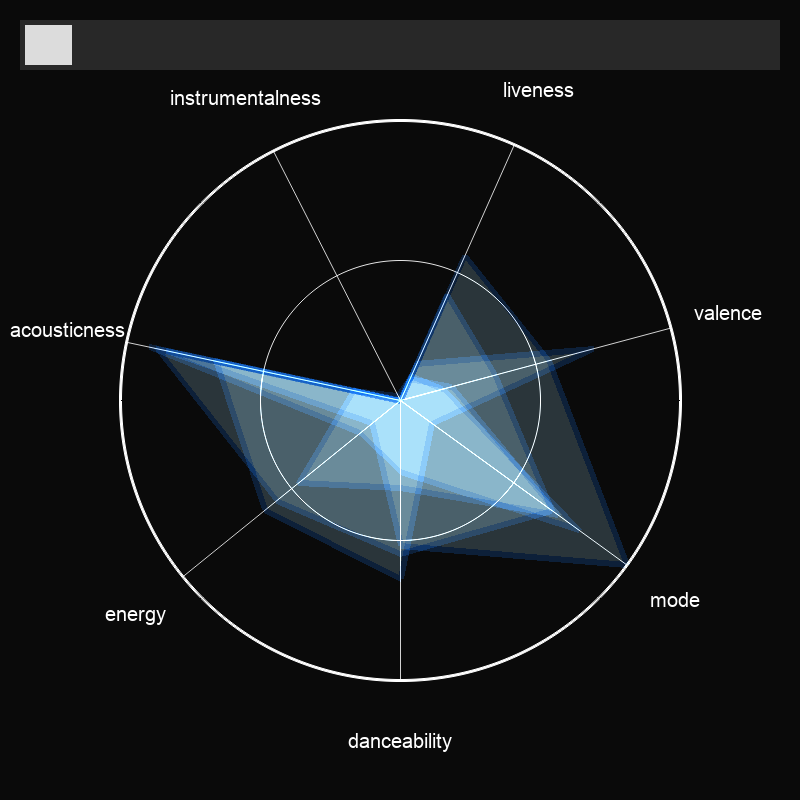 liveness
instrumentalness
valence
acousticness
mode
energy
danceability